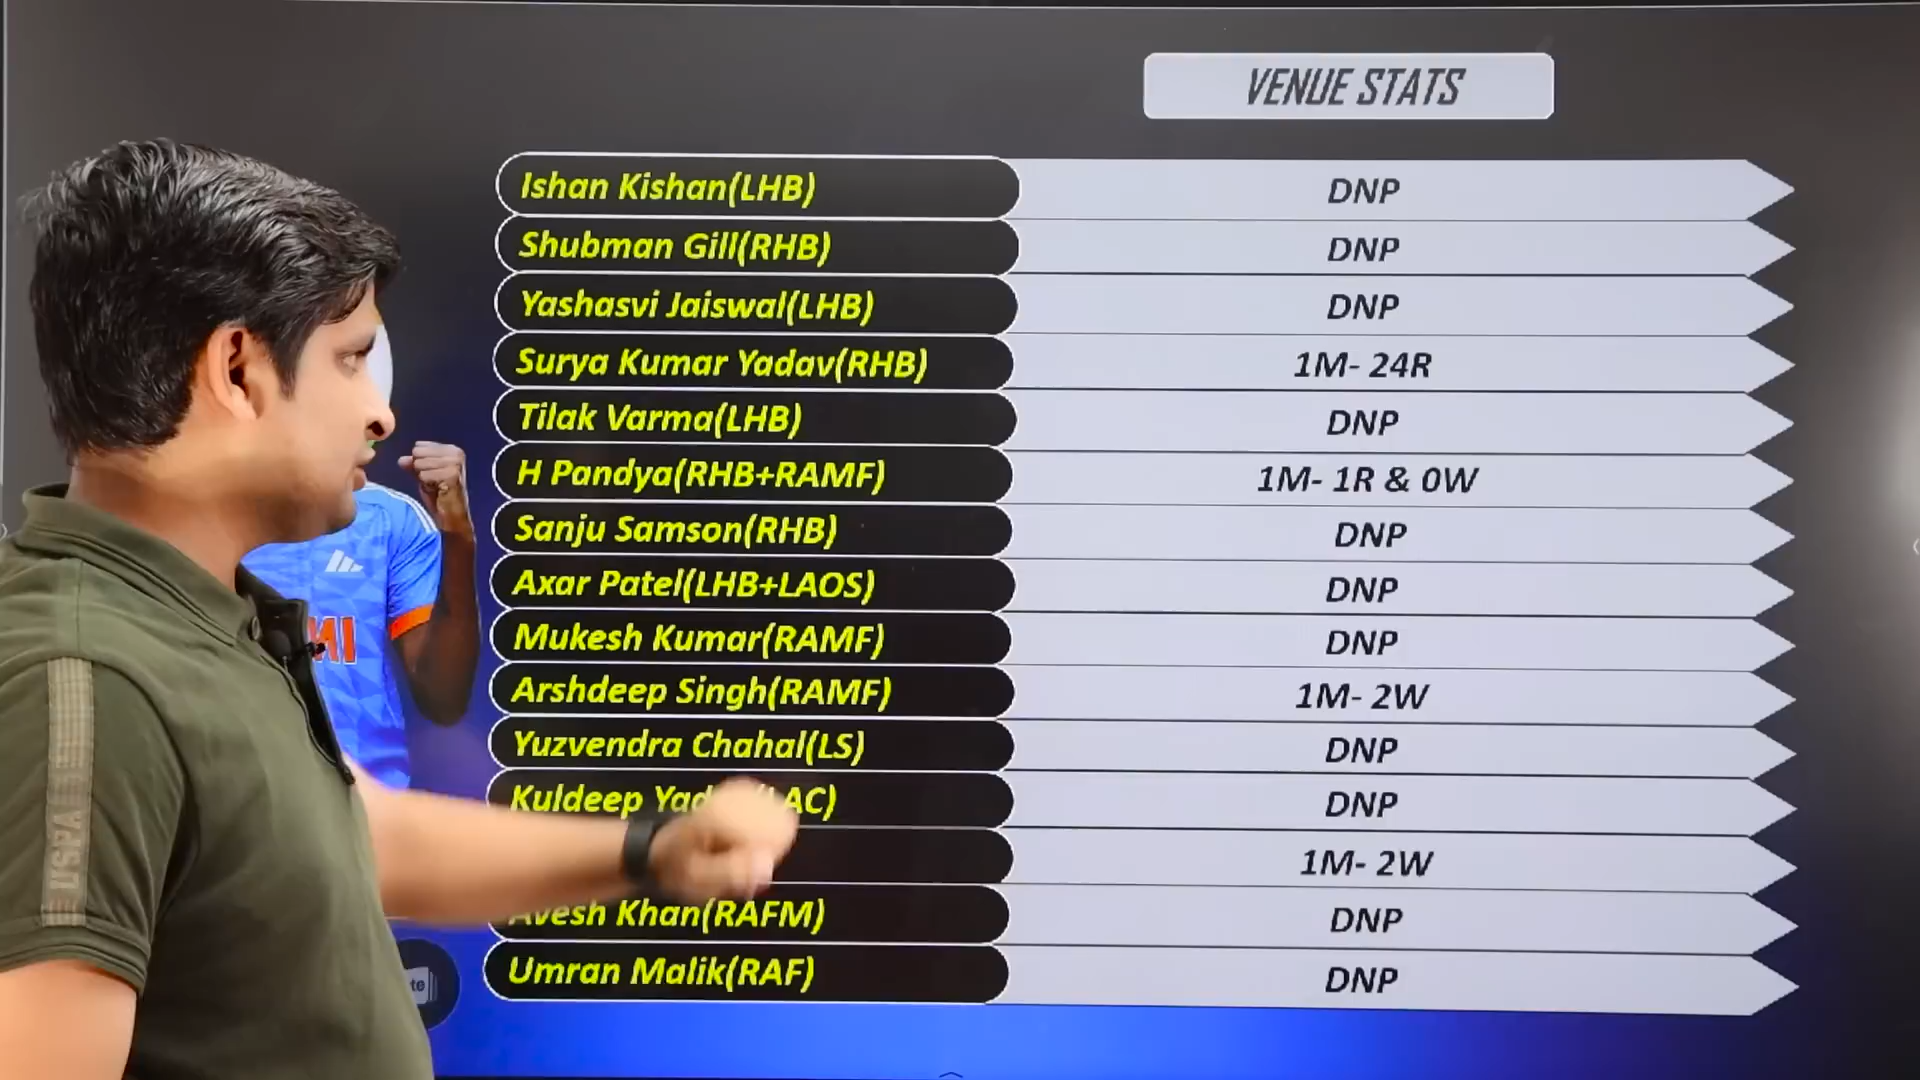 VENUE STATS
Ishan Kishan(LHB) DNP
Shubman Gill(RHB) DNP
Yashasvi Jaiswal(LHB) DNP
Surya Kumar Yadav(RHB) 1M- 24R
Tilak Varma(LHB) DNP
H Pandya(RHB+RAMF) 1M- 1R & 0W
Sanju Samson(RHB) DNP
Axar Patel(LHB+LAOS) DNP
Mukesh Kumar(RAMF) DNP
Arshdeep Singh(RAMF) 1M- 2W
Yuzvendra Chahal(LS) DNP
Kuldeep DNP
1M- 2W
Avesh Khan(RAFM) DNP
Umran Malik(RAF) DNP
USPA